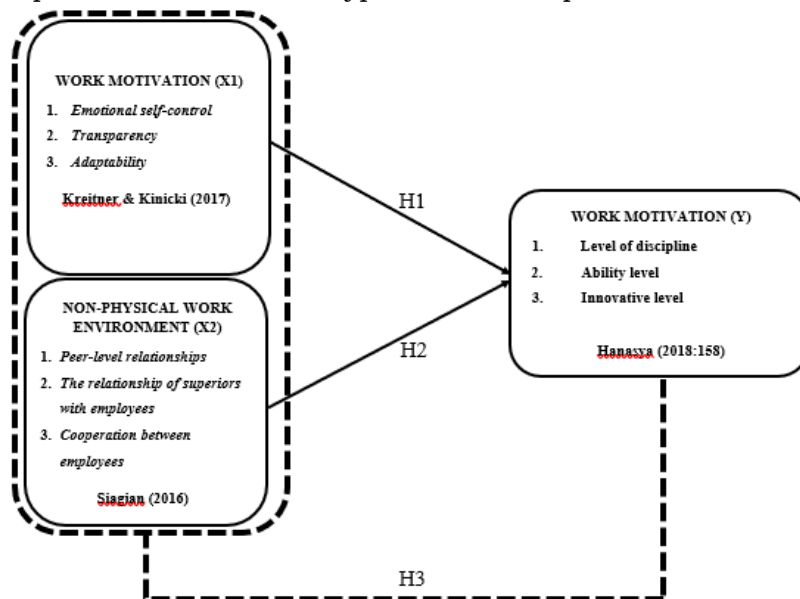 WORK MOTIVATION (X1)
1. Emotional self-control
2. Transparency
3. Adaptability
Kreitner & Kinicki (2017)
NON-PHYSICAL WORK
ENVIRONMENT (X2)
1. Peer-level relationships
2. The relationship of superiors
with employees
3. Cooperation between
employees
Siagian (2016)
H1
H2
WORK MOTIVATION (Y)
1. Level of discipline
2. Ability level
3. Innovative level
Hanasya (2018:158)
H3